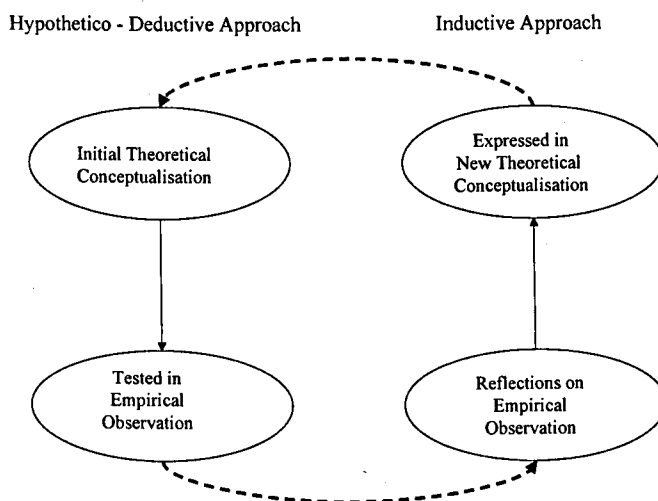 Hypothetico - Deductive Approach
Inductive Approach
Initial Theoretical
Conceptualisation
Expressed in
New Theoretical
Conceptualisation
Tested in
Empirical
Observation
Reflections on
Empirical
Observation